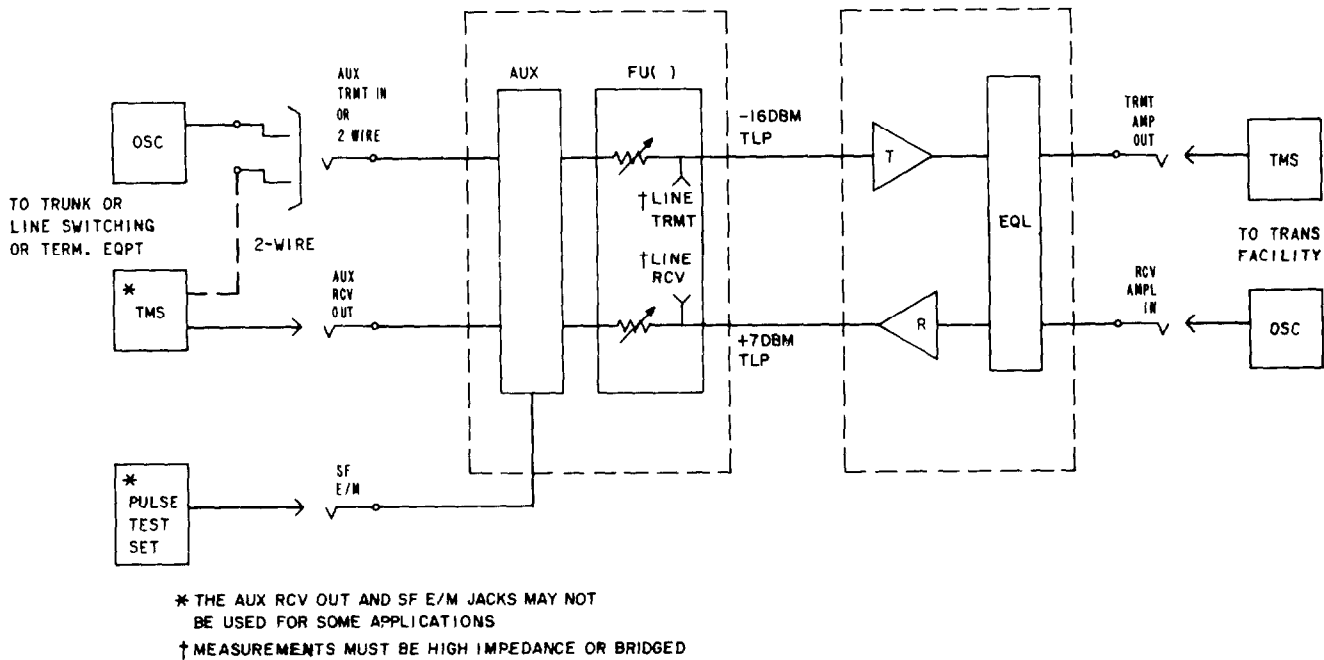 AUX
TRMT IN
OR
2 WIRE
OSC
TO TRUNK OR
LINE SWITCHING
OR TERM. EQPT
2-WIRE
* TMS
AUX
RCV
OUT
* PULSE
TEST
SET
SF
E/M
AUX
FU( )
†LINE
TRMT
†LINE
RCV
-16DBM
TLP
+7DBM
TLP
T
R
EQL
TRMT
AMP
OUT
TMS
TO TRANS
FACILITY
RCV
AMPL
IN
OSC
* THE AUX RCV OUT AND SF E/M JACKS MAY NOT
BE USED FOR SOME APPLICATIONS
† MEASUREMENTS MUST BE HIGH IMPEDANCE OR BRIDGED